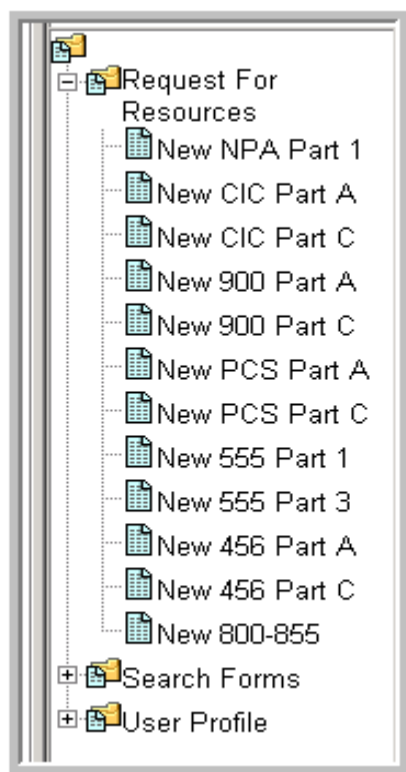 Request For
Resources
New NPA Part 1
New CIC Part A
New CIC Part C
New 900 Part A
New 900 Part C
New PCS Part A
New PCS Part C
New 555 Part 1
New 555 Part 3
New 456 Part A
New 456 Part C
New 800-855
Search Forms
User Profile